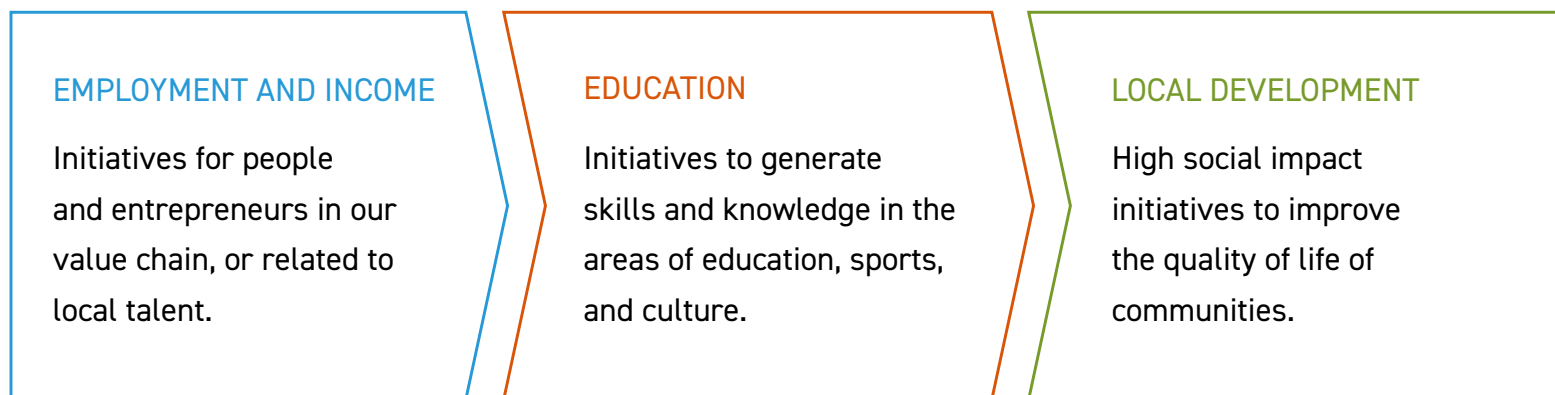 EMPLOYMENT AND INCOME
Initiatives for people
and entrepreneurs in our
value chain, or related to
local talent.
EDUCATION
Initiatives to generate
skills and knowledge in the
areas of education, sports,
and culture.
LOCAL DEVELOPMENT
High social impact
initiatives to improve
the quality of life of
communities.